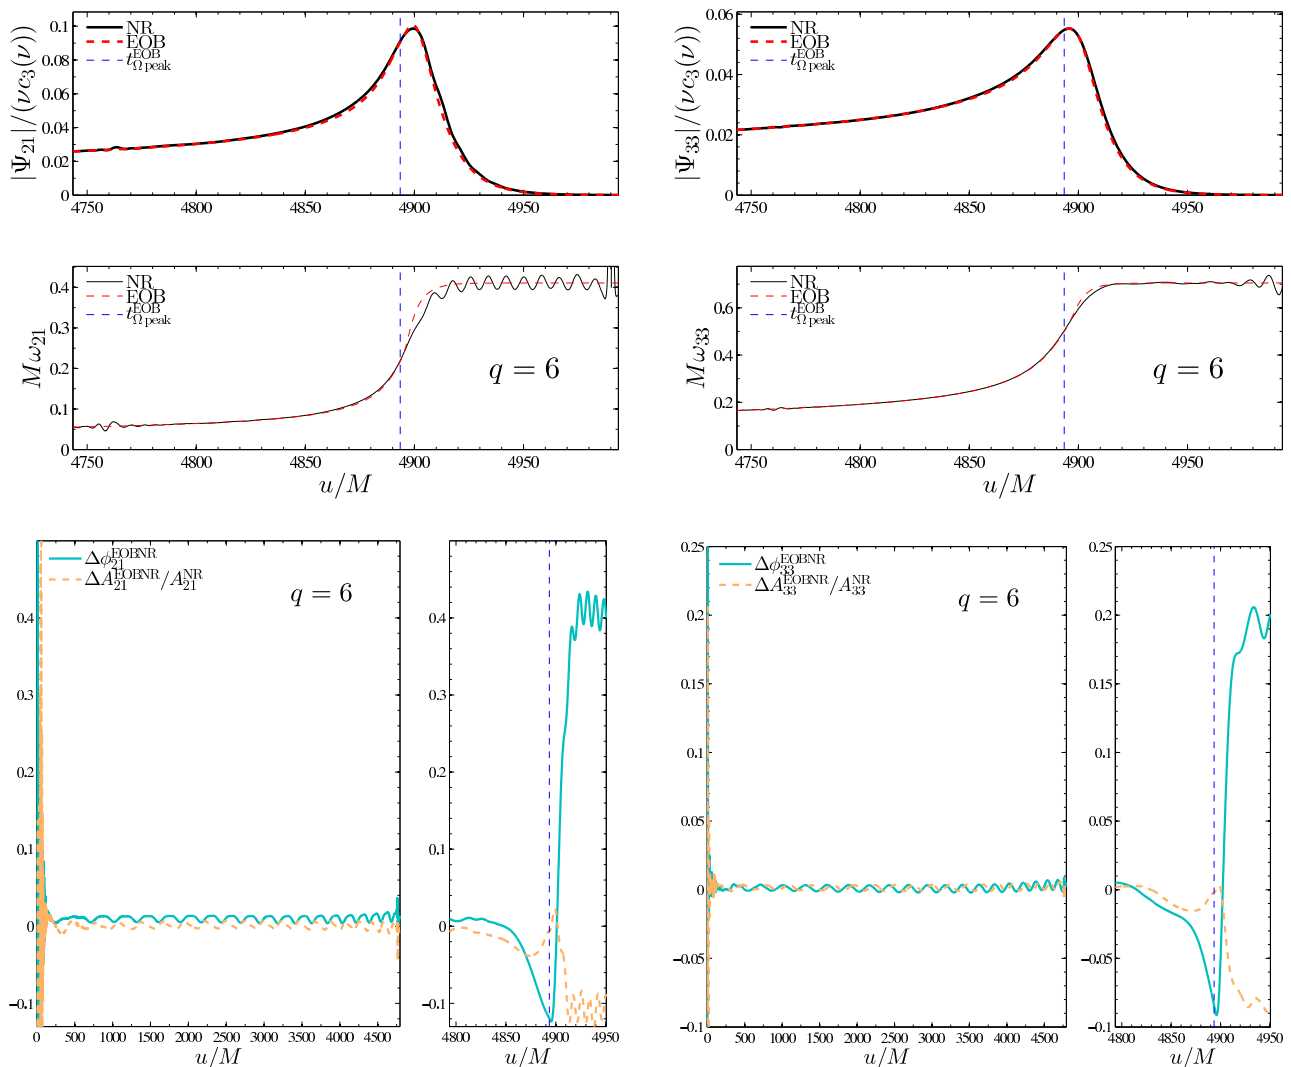 |Ψ21|/(νc3(ν))
0.1
0.08
0.06
0.04
0.02
0
NR
EOB
t^EOB_Ω peak
4750 4800 4850 4900 4950
|Ψ33|/(νc3(ν))
0.06
0.04
0.02
0
NR
EOB
t^EOB_Ω peak
4750 4800 4850 4900 4950
Mω21
0.4
0.3
0.2
0.1
0
NR
EOB
t^EOB_Ω peak
q = 6
4750 4800 4850 4900 4950
u/M
Mω33
0.6
0.4
0.2
0
NR
EOB
t^EOB_Ω peak
q = 6
4750 4800 4850 4900 4950
u/M
Δϕ^EOBNR_21
ΔA^EOBNR_21/A^NR_21
q = 6
0.4
0.3
0.2
0.1
0
−0.1
0 500 1000 1500 2000 2500 3000 3500 4000 4500
u/M
0.4
0.3
0.2
0.1
0
−0.1
4800 4850 4900 4950
u/M
Δϕ^EOBNR_33
ΔA^EOBNR_33/A^NR_33
q = 6
0.25
0.2
0.15
0.1
0.05
0
−0.05
−0.1
0 500 1000 1500 2000 2500 3000 3500 4000 4500
u/M
0.25
0.2
0.15
0.1
0.05
0
−0.05
−0.1
4800 4850 4900 4950
u/M